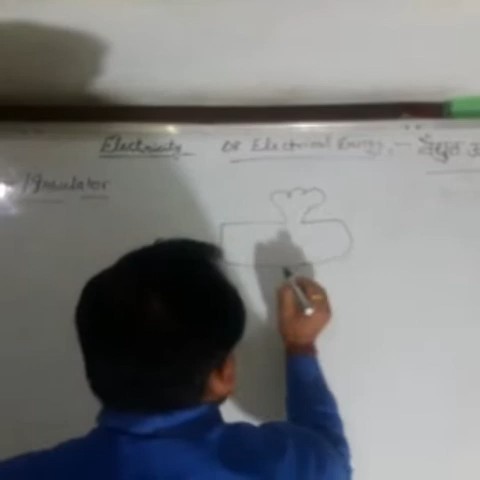 Electricity or Electrical Energy - वैद्युत
/Insulator